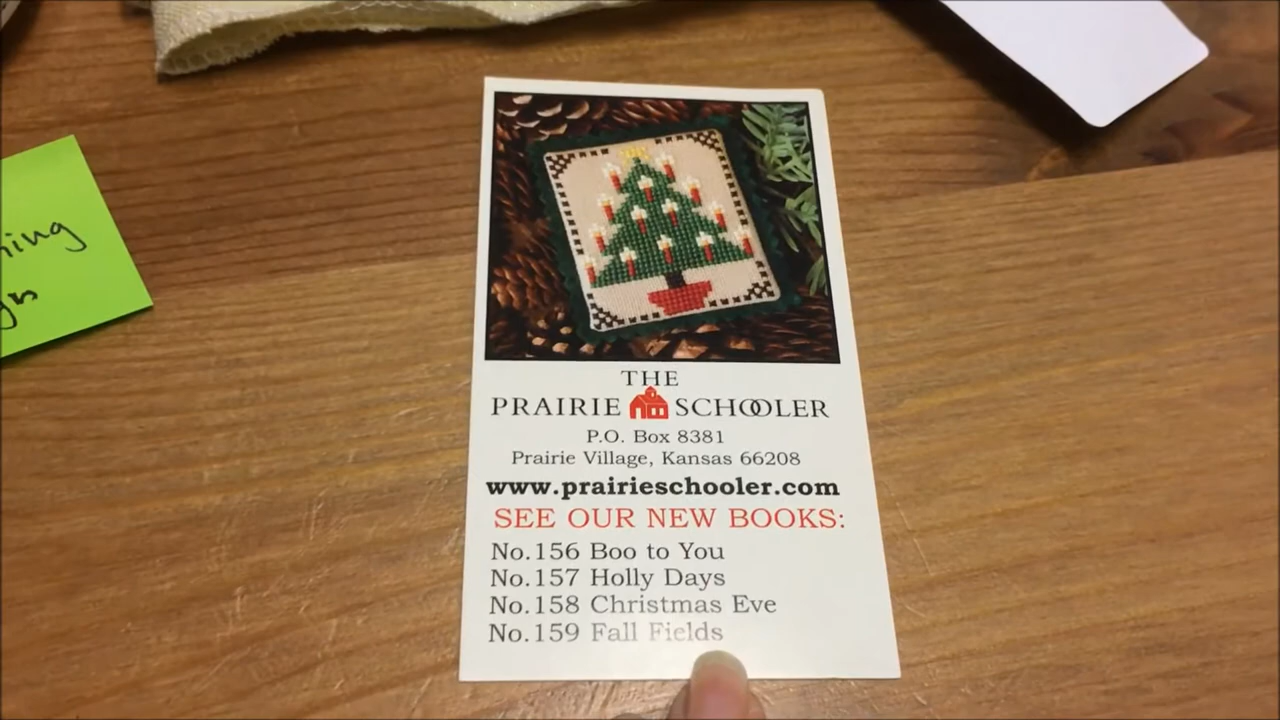 THE
PRAIRIE SCHOOLER
P.O. Box 8381
Prairie Village, Kansas 66208
www.prairieschooler.com
SEE OUR NEW BOOKS:
No.156 Boo to You
No.157 Holly Days
No.158 Christmas Eve
No.159 Fall Fields